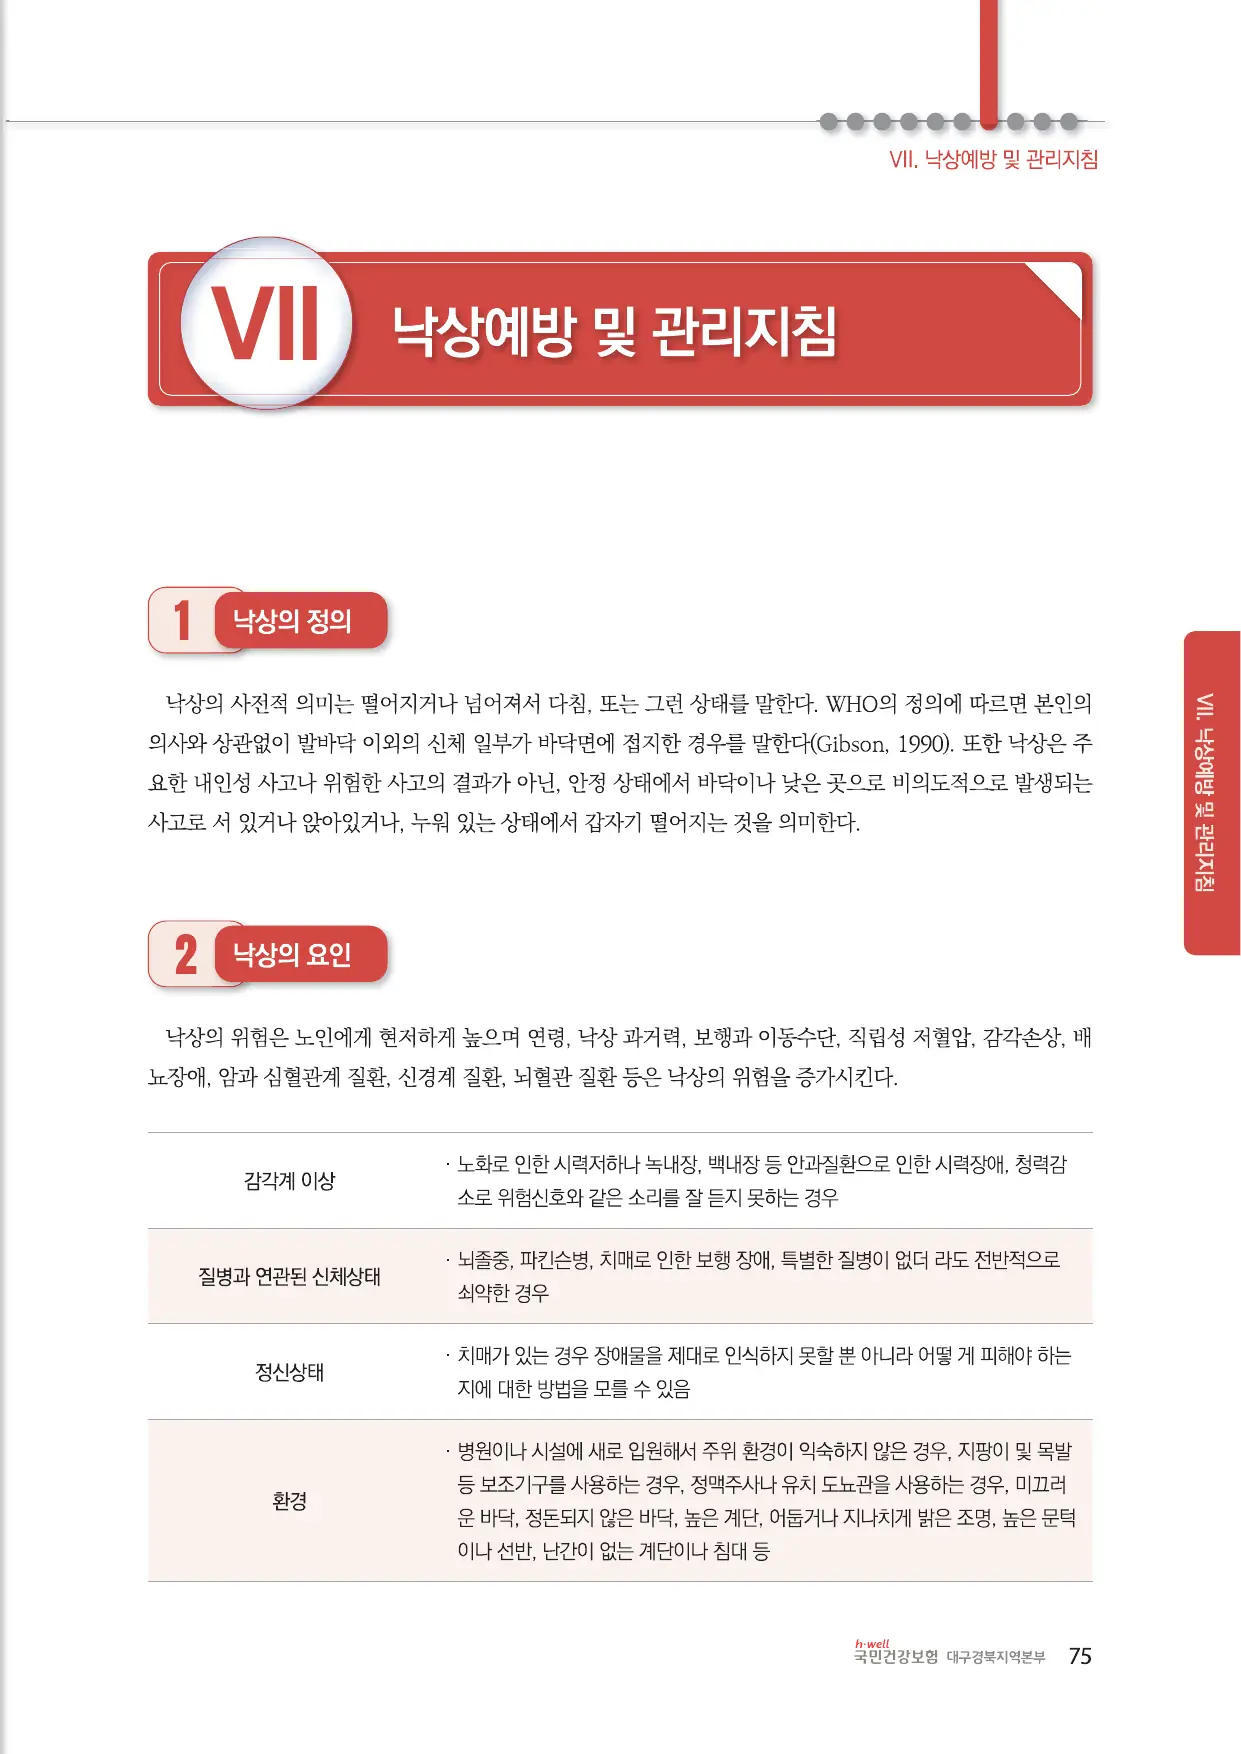 VII. 낙상예방 및 관리지침
VII 낙상예방 및 관리지침
1 낙상의 정의
낙상의 사전적 의미는 떨어지거나 넘어져서 다침, 또는 그런 상태를 말한다. WHO의 정의에 따르면 본인의
의사와 상관없이 발바닥 이외의 신체 일부가 바닥면에 접지한 경우를 말한다(Gibson, 1990). 또한 낙상은 주
요한 내인성 사고나 위험한 사고의 결과가 아닌, 안정 상태에서 바닥이나 낮은 곳으로 비의도적으로 발생되는
사고로 서 있거나 앉아있거나, 누워 있는 상태에서 갑자기 떨어지는 것을 의미한다.
VII. 낙상예방 및 관리지침
2 낙상의 요인
낙상의 위험은 노인에게 현저하게 높으며 연령, 낙상 과거력, 보행과 이동수단, 직립성 저혈압, 감각손상, 배
뇨장애, 암과 심혈관계 질환, 신경계 질환, 뇌혈관 질환 등은 낙상의 위험을 증가시킨다.
감각계 이상
· 노화로 인한 시력저하나 녹내장, 백내장 등 안과질환으로 인한 시력장애, 청력감
소로 위험신호와 같은 소리를 잘 듣지 못하는 경우
질병과 연관된 신체상태
· 뇌졸중, 파킨슨병, 치매로 인한 보행 장애, 특별한 질병이 없더 라도 전반적으로
쇠약한 경우
정신상태
· 치매가 있는 경우 장애물을 제대로 인식하지 못할 뿐 아니라 어떻 게 피해야 하는
지에 대한 방법을 모를 수 있음
환경
· 병원이나 시설에 새로 입원해서 주위 환경이 익숙하지 않은 경우, 지팡이 및 목발
등 보조기구를 사용하는 경우, 정맥주사나 유치 도뇨관을 사용하는 경우, 미끄러
운 바닥, 정돈되지 않은 바닥, 높은 계단, 어둡거나 지나치게 밝은 조명, 높은 문턱
이나 선반, 난간이 없는 계단이나 침대 등
h·well
국민건강보험 대구경북지역본부 75